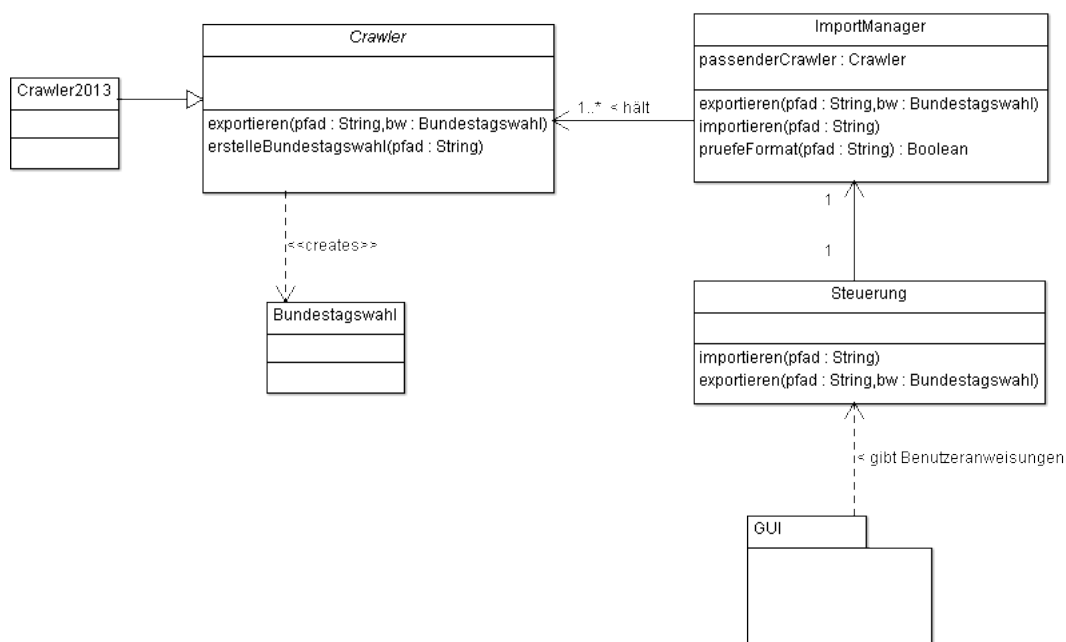 Crawler
ImportManager
passenderCrawler : Crawler
Crawler2013
1..* < hält
exportieren(pfad : String,bw : Bundestagswahl)
erstelleBundestagswahl(pfad : String)
exportieren(pfad : String,bw : Bundestagswahl)
importieren(pfad : String)
pruefeFormat(pfad : String) : Boolean
1
<<creates>>
1
Bundestagswahl
Steuerung
importieren(pfad : String)
exportieren(pfad : String,bw : Bundestagswahl)
< gibt Benutzeranweisungen
GUI